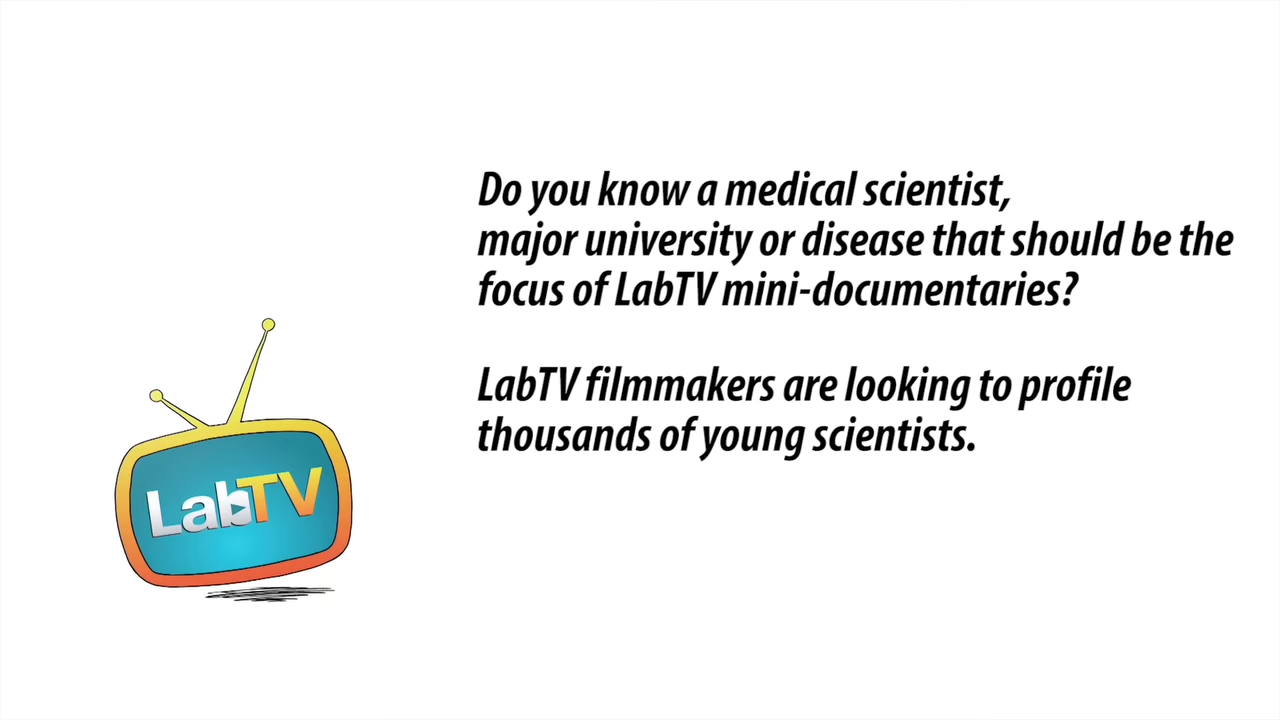 Do you know a medical scientist,
major university or disease that should be the
focus of LabTV mini-documentaries?
LabTV filmmakers are looking to profile
thousands of young scientists.
LabTV